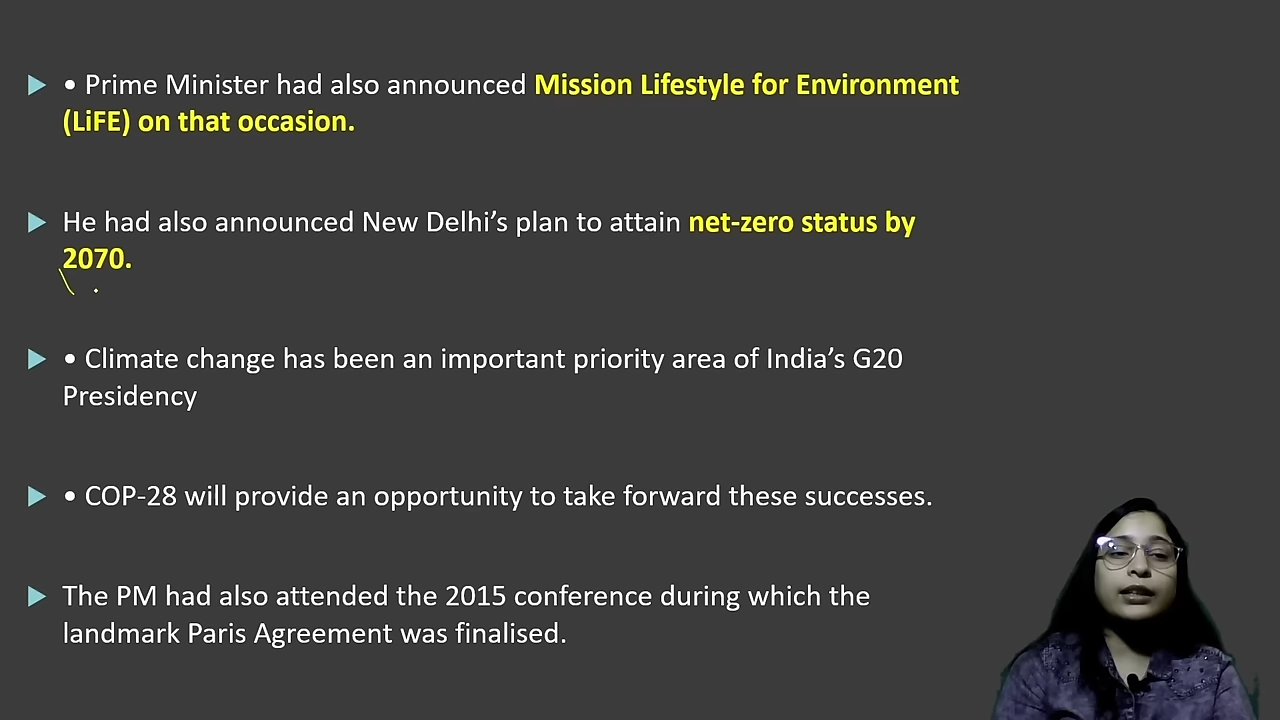 • Prime Minister had also announced Mission Lifestyle for Environment
(LiFE) on that occasion.
He had also announced New Delhi’s plan to attain net-zero status by
2070.
• Climate change has been an important priority area of India’s G20
Presidency
• COP-28 will provide an opportunity to take forward these successes.
The PM had also attended the 2015 conference during which the
landmark Paris Agreement was finalised.